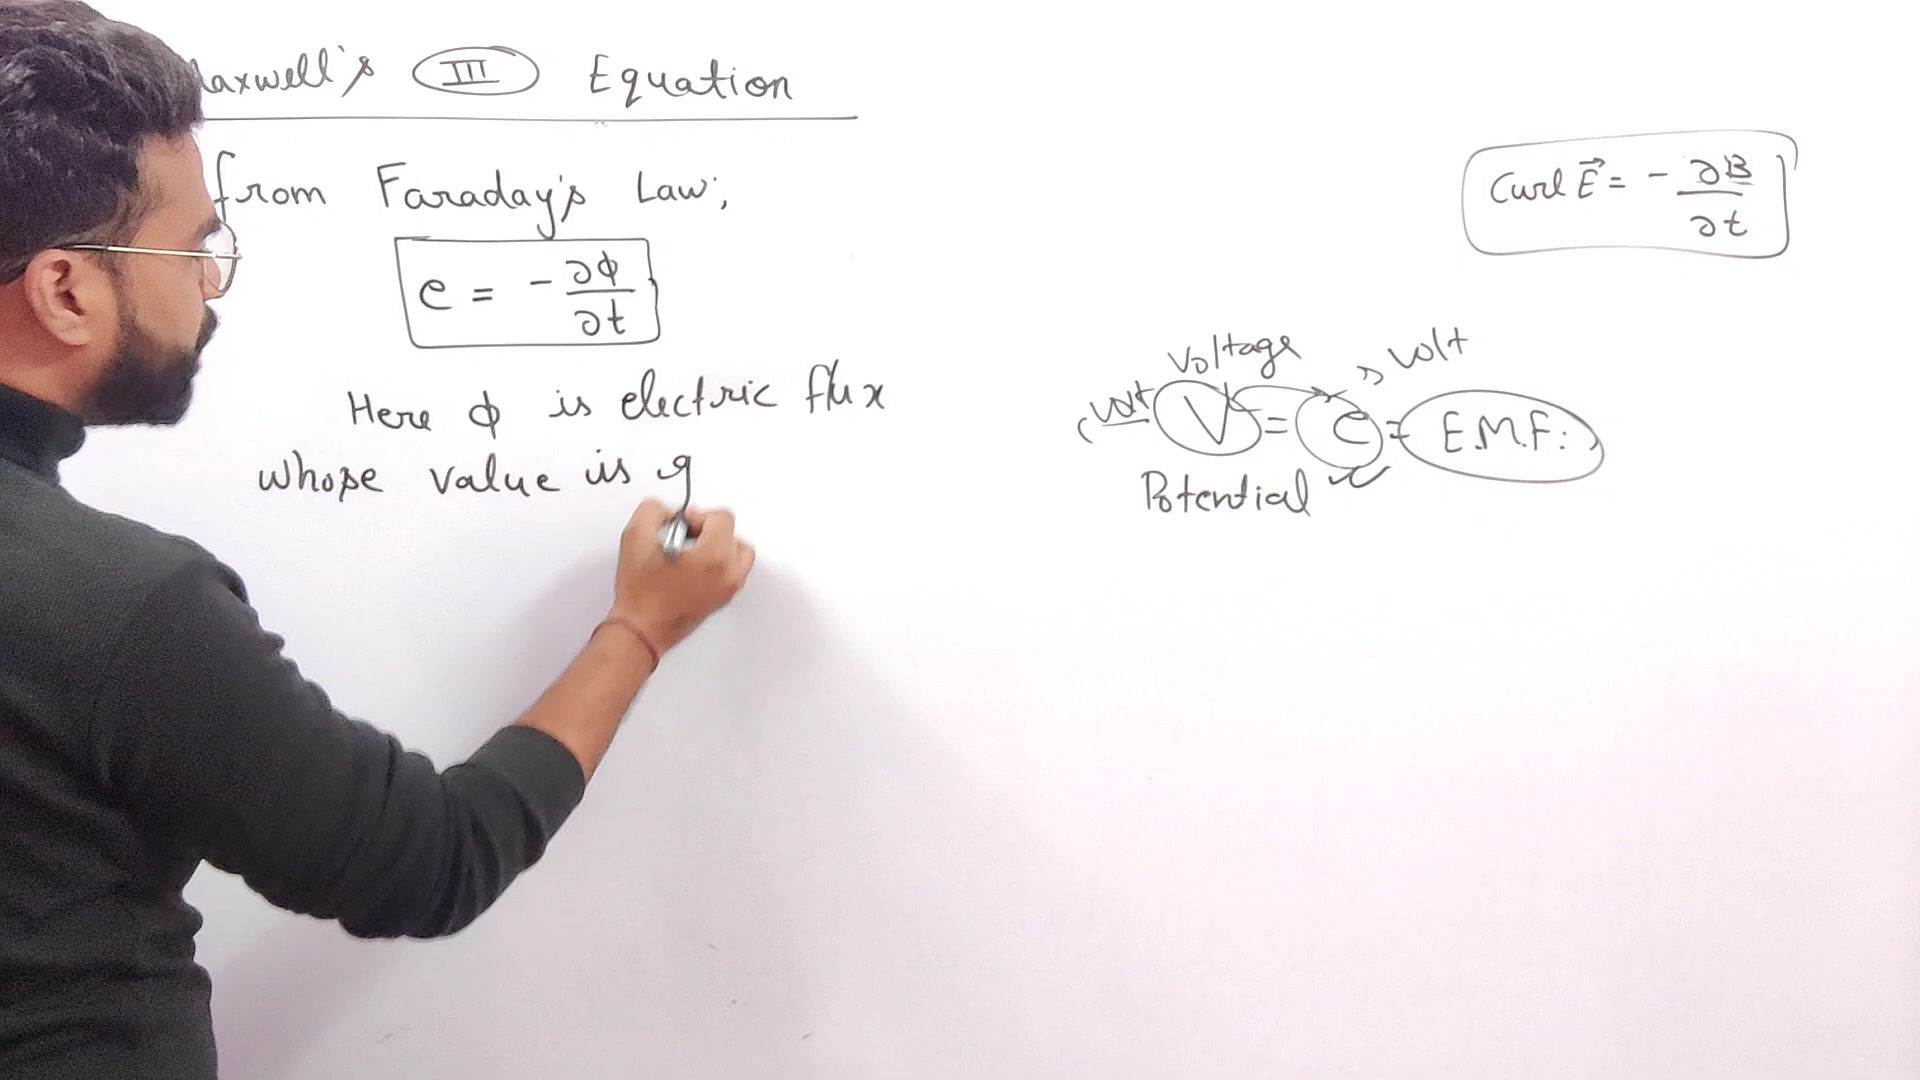 Maxwell's III Equation
from Faraday's Law;
e = - ∂ϕ/∂t
Here ϕ is electric flux
whose value is g
Curl E⃗ = - ∂B/∂t
Voltage
volt
Volt V = e = E.M.F.
Potential